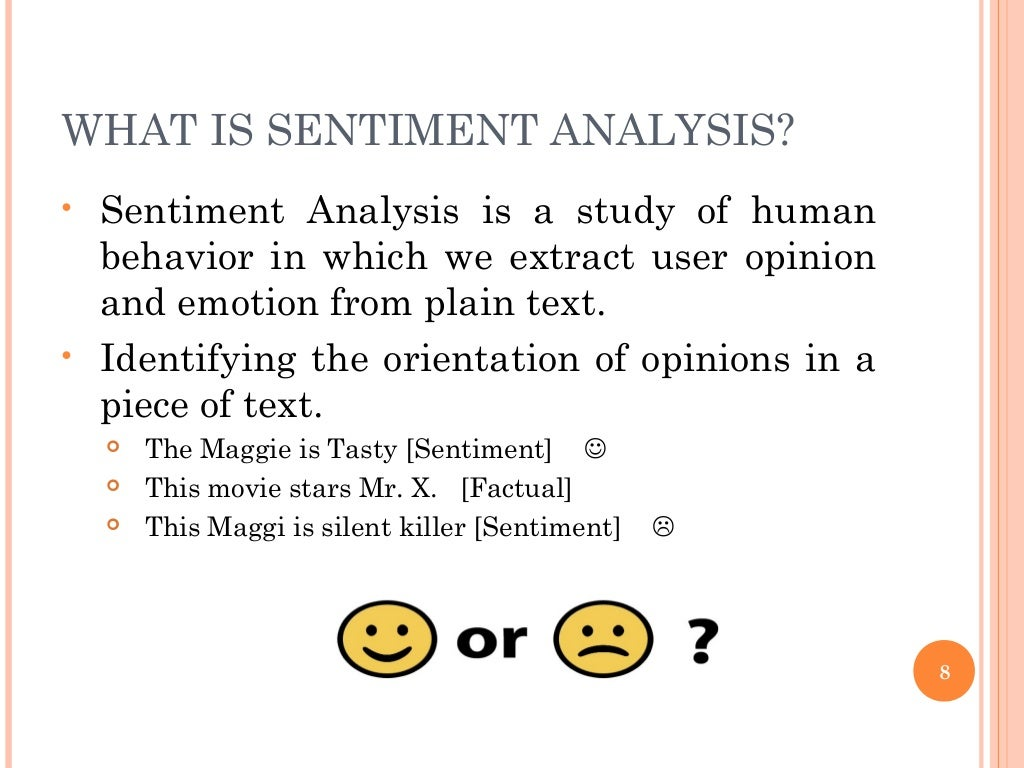 WHAT IS SENTIMENT ANALYSIS?
• Sentiment Analysis is a study of human
behavior in which we extract user opinion
and emotion from plain text.
• Identifying the orientation of opinions in a
piece of text.
The Maggie is Tasty [Sentiment] ☺
This movie stars Mr. X. [Factual]
This Maggi is silent killer [Sentiment] ☹
or ?
8